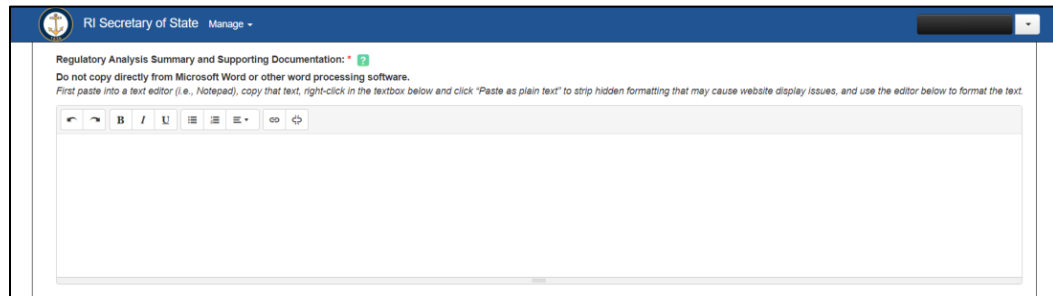 RI Secretary of State Manage
Regulatory Analysis Summary and Supporting Documentation: * ?
Do not copy directly from Microsoft Word or other word processing software.
First paste into a text editor (i.e., Notepad), copy that text, right-click in the textbox below and click "Paste as plain text" to strip hidden formatting that may cause website display issues, and use the editor below to format the text.
B I U